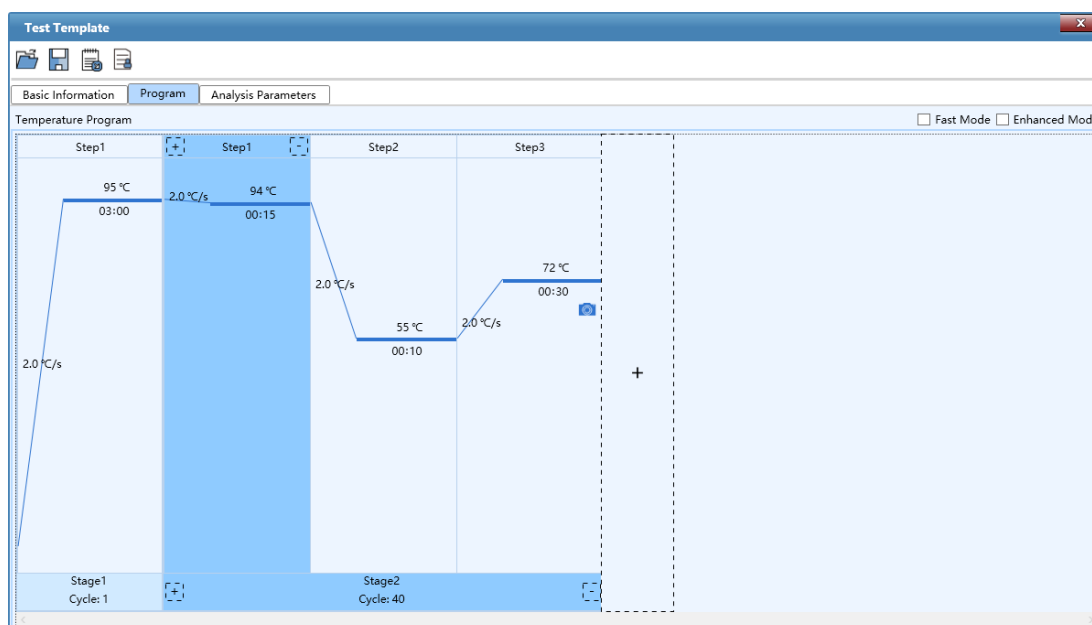 Test Template
x
Basic Information Program Analysis Parameters
Temperature Program Fast Mode Enhanced Mod
Step1 + Step1 - Step2 Step3
95 ℃
03:00
2.0 ℃/s
2.0 ℃/s
94 ℃
00:15
2.0 ℃/s
55 ℃
00:10
2.0 ℃/s
72 ℃
00:30
+
Stage1
Cycle: 1
+ Stage2 -
Cycle: 40